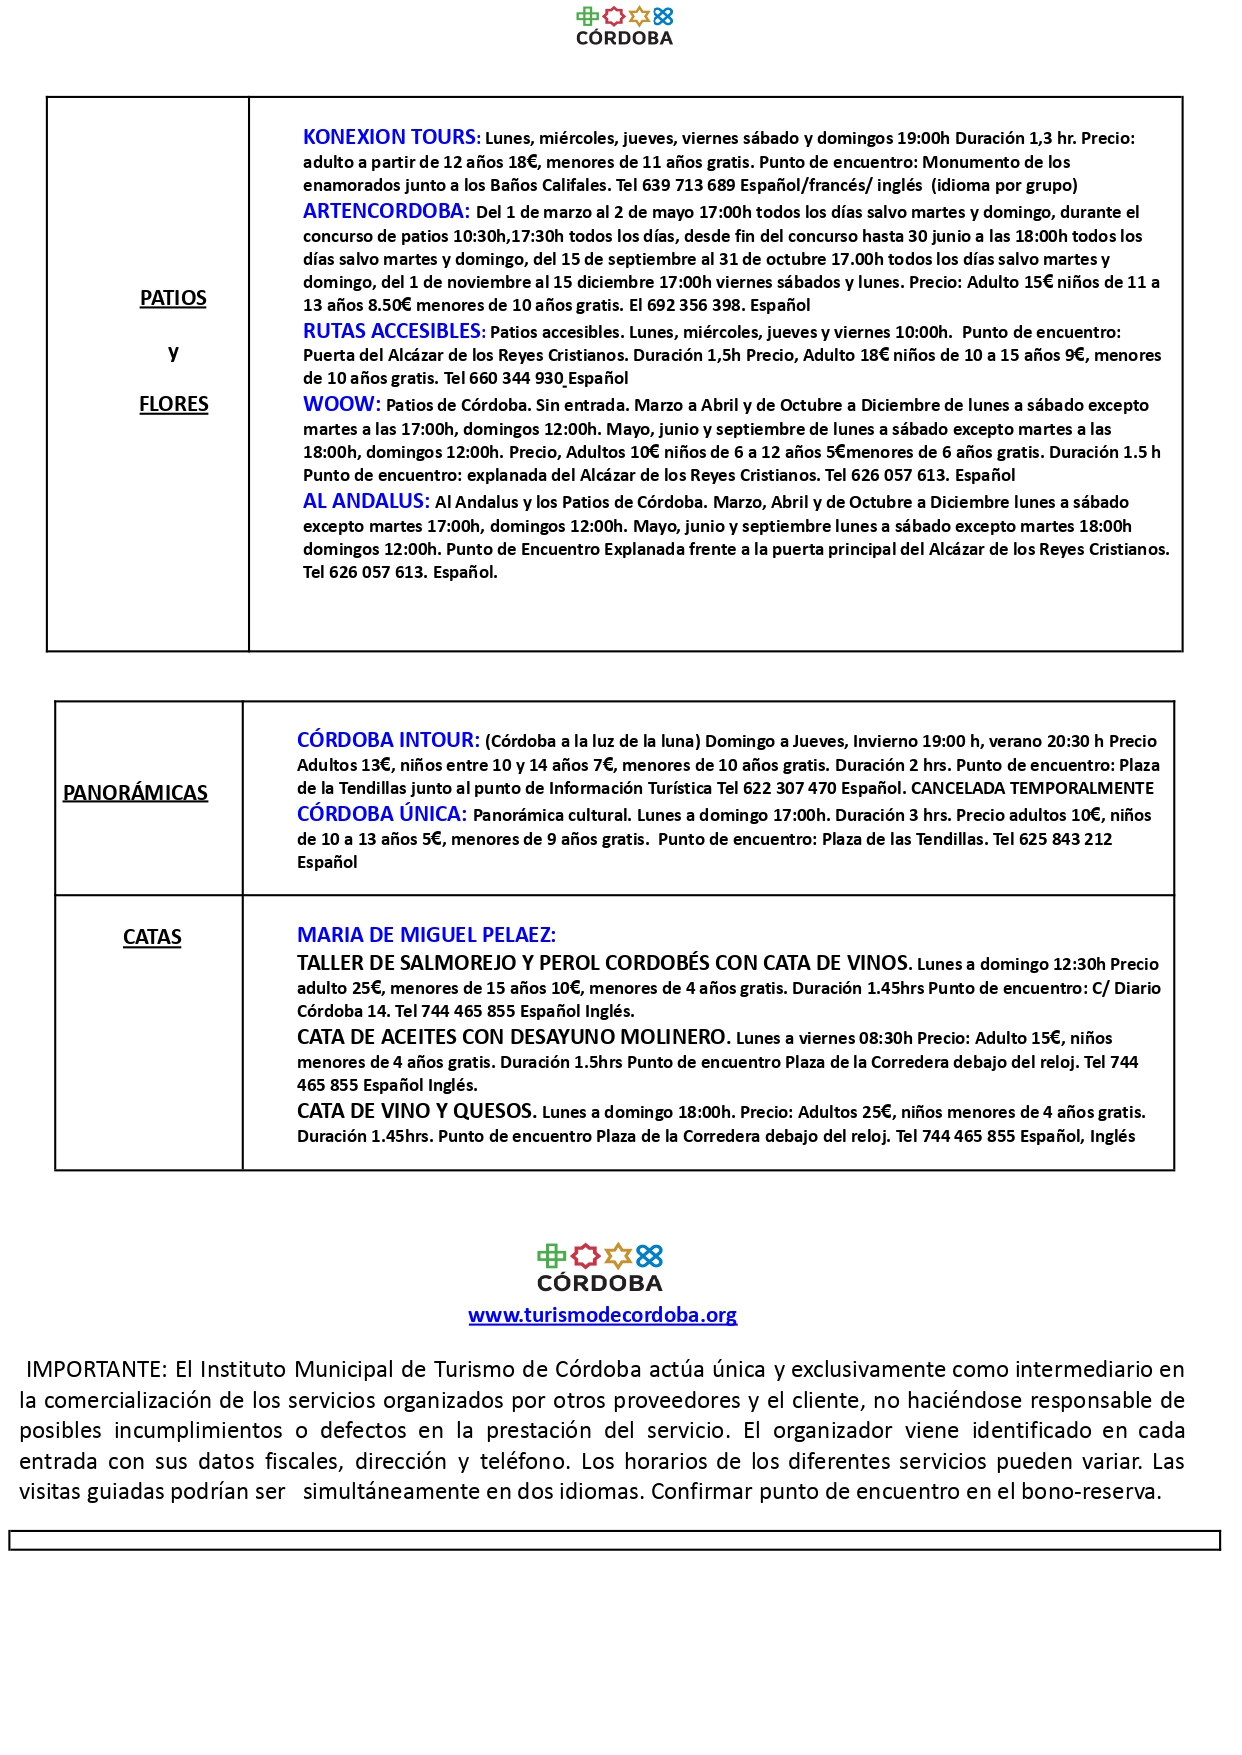 CÓRDOBA
PATIOS
y
FLORES
KONEXION TOURS: Lunes, miércoles, jueves, viernes sábado y domingos 19:00h Duración 1,3 hr. Precio:
adulto a partir de 12 años 18€, menores de 11 años gratis. Punto de encuentro: Monumento de los
enamorados junto a los Baños Califales. Tel 639 713 689 Español/francés/ inglés (idioma por grupo)
ARTENCORDOBA: Del 1 de marzo al 2 de mayo 17:00h todos los días salvo martes y domingo, durante el
concurso de patios 10:30h,17:30h todos los días, desde fin del concurso hasta 30 junio a las 18:00h todos los
días salvo martes y domingo, del 15 de septiembre al 31 de octubre 17.00h todos los días salvo martes y
domingo, del 1 de noviembre al 15 diciembre 17:00h viernes sábados y lunes. Precio: Adulto 15€ niños de 11 a
13 años 8.50€ menores de 10 años gratis. El 692 356 398. Español
RUTAS ACCESIBLES: Patios accesibles. Lunes, miércoles, jueves y viernes 10:00h. Punto de encuentro:
Puerta del Alcázar de los Reyes Cristianos. Duración 1,5h Precio, Adulto 18€ niños de 10 a 15 años 9€, menores
de 10 años gratis. Tel 660 344 930 Español
WOOW: Patios de Córdoba. Sin entrada. Marzo a Abril y de Octubre a Diciembre de lunes a sábado excepto
martes a las 17:00h, domingos 12:00h. Mayo, junio y septiembre de lunes a sábado excepto martes a las
18:00h, domingos 12:00h. Precio, Adultos 10€ niños de 6 a 12 años 5€menores de 6 años gratis. Duración 1.5 h
Punto de encuentro: explanada del Alcázar de los Reyes Cristianos. Tel 626 057 613. Español
AL ANDALUS: Al Andalus y los Patios de Córdoba. Marzo, Abril y de Octubre a Diciembre lunes a sábado
excepto martes 17:00h, domingos 12:00h. Mayo, junio y septiembre lunes a sábado excepto martes 18:00h
domingos 12:00h. Punto de Encuentro Explanada frente a la puerta principal del Alcázar de los Reyes Cristianos.
Tel 626 057 613. Español.
PANORÁMICAS
CÓRDOBA INTOUR: (Córdoba a la luz de la luna) Domingo a Jueves, Invierno 19:00 h, verano 20:30 h Precio
Adultos 13€, niños entre 10 y 14 años 7€, menores de 10 años gratis. Duración 2 hrs. Punto de encuentro: Plaza
de la Tendillas junto al punto de Información Turística Tel 622 307 470 Español. CANCELADA TEMPORALMENTE
CÓRDOBA ÚNICA: Panorámica cultural. Lunes a domingo 17:00h. Duración 3 hrs. Precio adultos 10€, niños
de 10 a 13 años 5€, menores de 9 años gratis. Punto de encuentro: Plaza de las Tendillas. Tel 625 843 212
Español
CATAS
MARIA DE MIGUEL PELAEZ:
TALLER DE SALMOREJO Y PEROL CORDOBÉS CON CATA DE VINOS. Lunes a domingo 12:30h Precio
adulto 25€, menores de 15 años 10€, menores de 4 años gratis. Duración 1.45hrs Punto de encuentro: C/ Diario
Córdoba 14. Tel 744 465 855 Español Inglés.
CATA DE ACEITES CON DESAYUNO MOLINERO. Lunes a viernes 08:30h Precio: Adulto 15€, niños
menores de 4 años gratis. Duración 1.5hrs Punto de encuentro Plaza de la Corredera debajo del reloj. Tel 744
465 855 Español Inglés.
CATA DE VINO Y QUESOS. Lunes a domingo 18:00h. Precio: Adultos 25€, niños menores de 4 años gratis.
Duración 1.45hrs. Punto de encuentro Plaza de la Corredera debajo del reloj. Tel 744 465 855 Español, Inglés
CÓRDOBA
www.turismodecordoba.org
IMPORTANTE: El Instituto Municipal de Turismo de Córdoba actúa única y exclusivamente como intermediario en
la comercialización de los servicios organizados por otros proveedores y el cliente, no haciéndose responsable de
posibles incumplimientos o defectos en la prestación del servicio. El organizador viene identificado en cada
entrada con sus datos fiscales, dirección y teléfono. Los horarios de los diferentes servicios pueden variar. Las
visitas guiadas podrían ser simultáneamente en dos idiomas. Confirmar punto de encuentro en el bono-reserva.